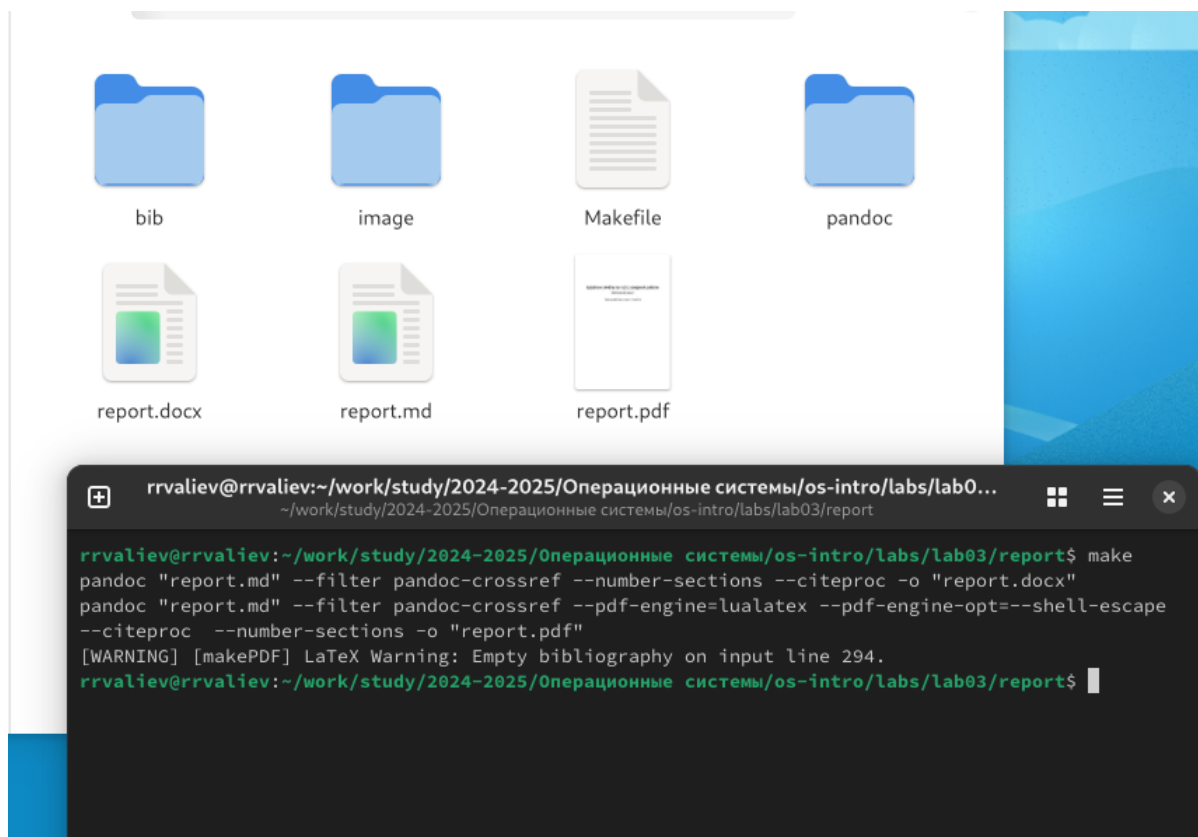 bib
image
Makefile
pandoc
report.docx
report.md
report.pdf
rrvaliev@rrvaliev:~/work/study/2024-2025/Операционные системы/os-intro/labs/lab0...
~/work/study/2024-2025/Операционные системы/os-intro/labs/lab03/report
rrvaliev@rrvaliev:~/work/study/2024-2025/Операционные системы/os-intro/labs/lab03/report$ make
pandoc "report.md" --filter pandoc-crossref --number-sections --citeproc -o "report.docx"
pandoc "report.md" --filter pandoc-crossref --pdf-engine=lualatex --pdf-engine-opt=--shell-escape
--citeproc  --number-sections -o "report.pdf"
[WARNING] [makePDF] LaTeX Warning: Empty bibliography on input line 294.
rrvaliev@rrvaliev:~/work/study/2024-2025/Операционные системы/os-intro/labs/lab03/report$